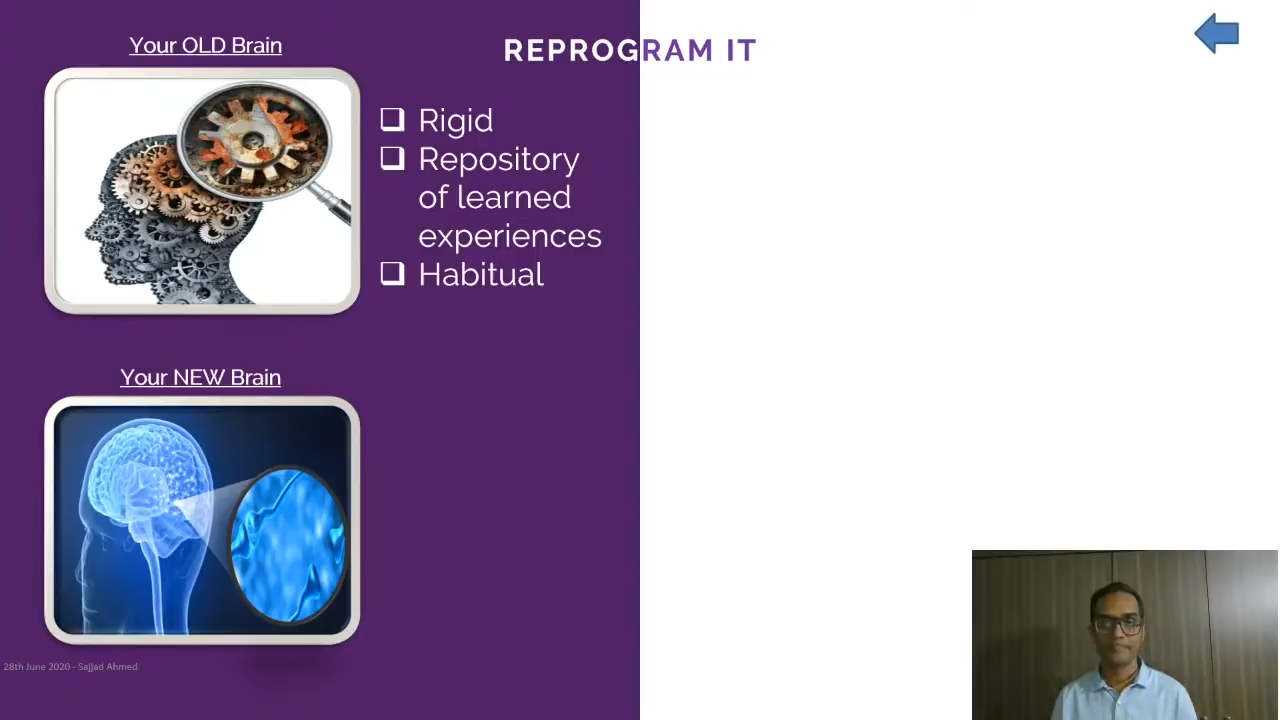 Your OLD Brain
REPROGRAM IT
Rigid
Repository
of learned
experiences
Habitual
Your NEW Brain
28th June 2020 - Sajjad Ahmed